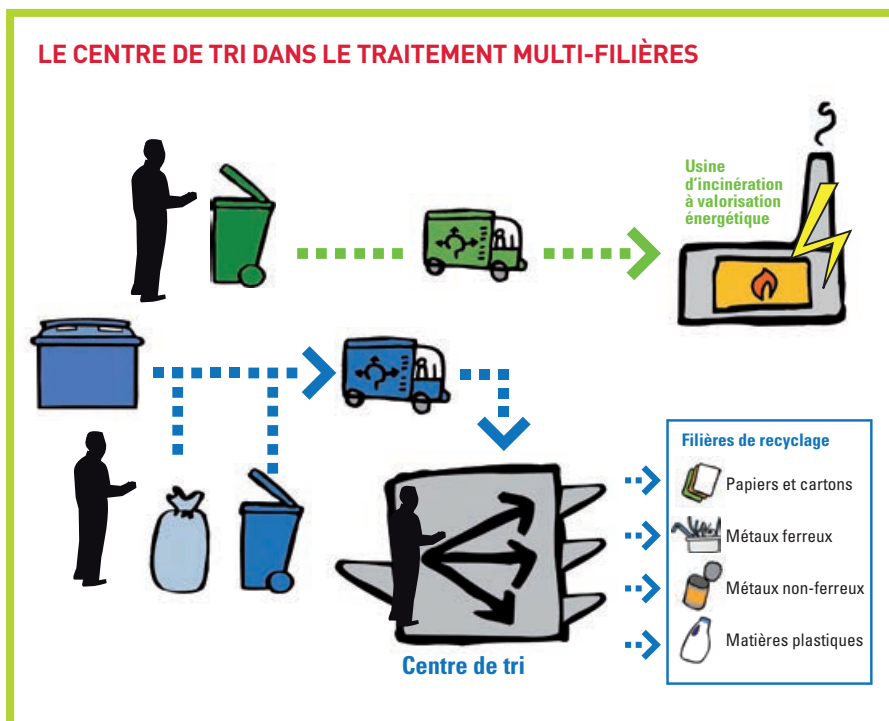 LE CENTRE DE TRI DANS LE TRAITEMENT MULTI-FILIÈRES
Usine
d'incinération
à valorisation
énergétique
Filières de recyclage
Papiers et cartons
Métaux ferreux
Métaux non-ferreux
Matières plastiques
Centre de tri